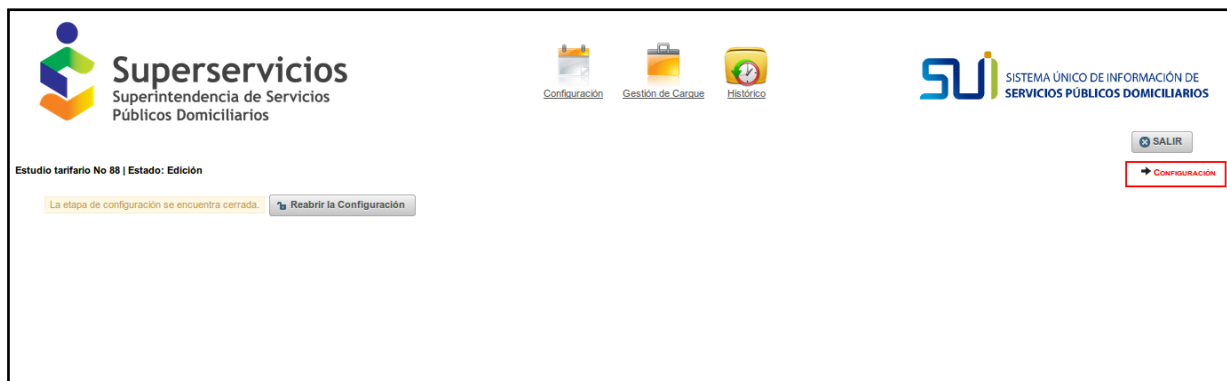 Superservicios
Superintendencia de Servicios
Públicos Domiciliarios
Configuración
Gestión de Cargue
Histórico
sui
SISTEMA ÚNICO DE INFORMACIÓN DE
SERVICIOS PÚBLICOS DOMICILIARIOS
SALIR
Estudio tarifario No 88 | Estado: Edición
CONFIGURACIÓN
La etapa de configuración se encuentra cerrada.
Reabrir la Configuración